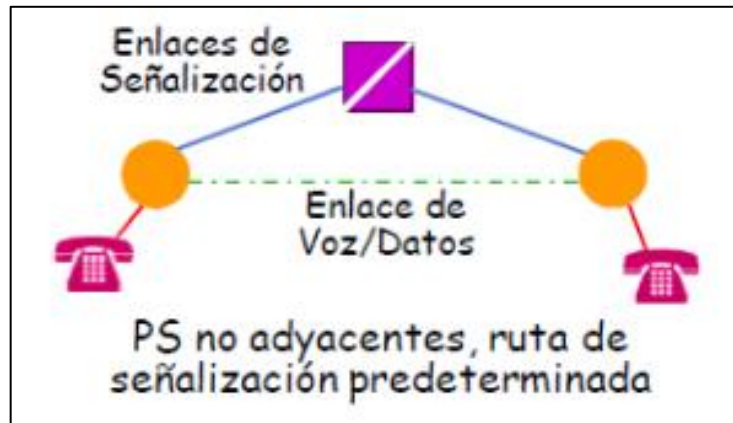 Enlaces de
Señalización
Enlace de
Voz/Datos
PS no adyacentes, ruta de
señalización predeterminada